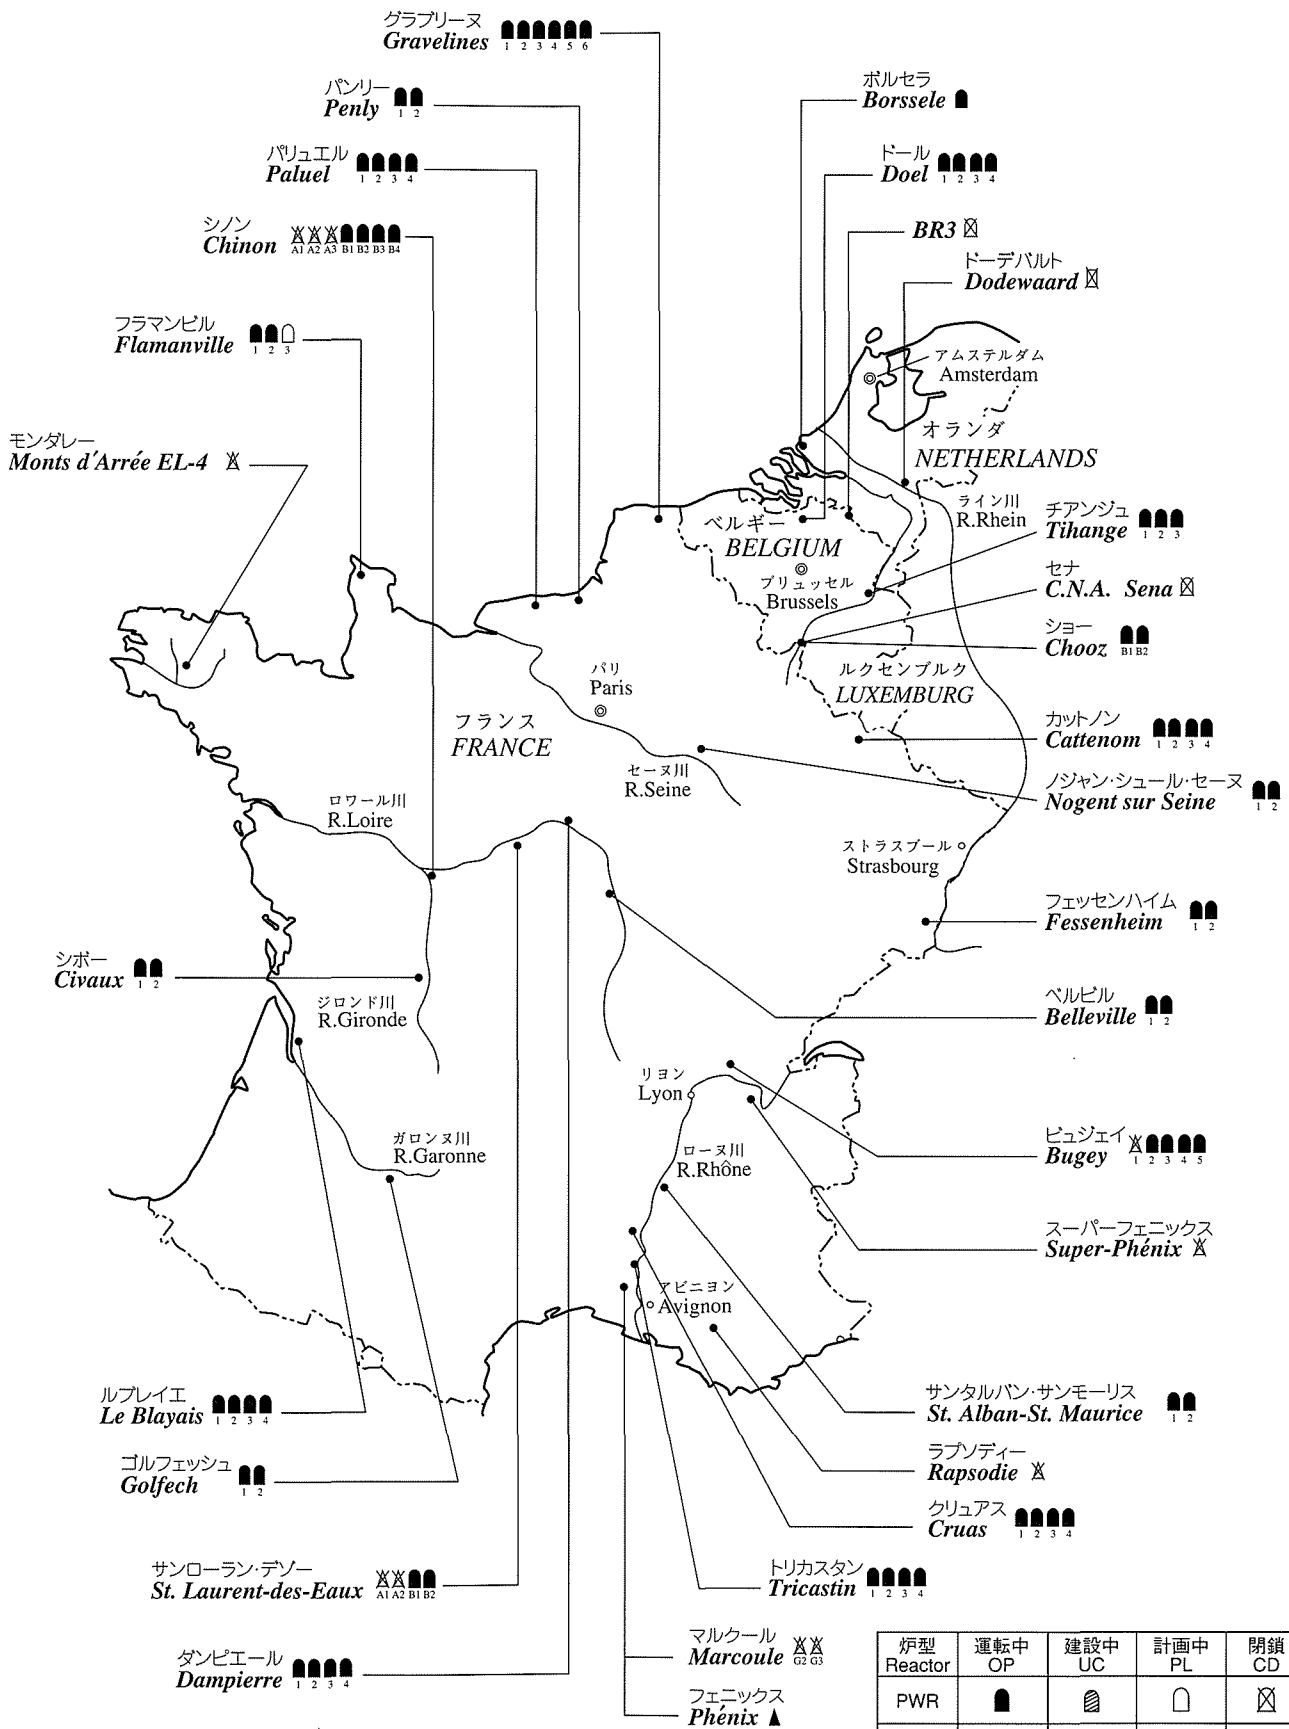 グラブリーヌ
Gravelines
1 2 3 4 5 6
パンリー
Penly
1 2
パリュエル
Paluel
1 2 3 4
シノン
Chinon
A1 A2 A3 B1 B2 B3 B4
フラマンビル
Flamanville
1 2 3
モンダレー
Monts d'Arrée EL-4
ボルセラ
Borssele
ドール
Doel
1 2 3 4
BR3
ドーデバルト
Dodewaard
アムステルダム
Amsterdam
オランダ
NETHERLANDS
ライン川
R.Rhein
ベルギー
BELGIUM
ブリュッセル
Brussels
チアンジュ
Tihange
1 2 3
セナ
C.N.A. Sena
ショー
Chooz
B1 B2
ルクセンブルク
LUXEMBURG
パリ
Paris
フランス
FRANCE
カットノン
Cattenom
1 2 3 4
セーヌ川
R.Seine
ノジャン・シュール・セーヌ
Nogent sur Seine
1 2
ロワール川
R.Loire
ストラスブール
Strasbourg
フェッセンハイム
Fessenheim
1 2
シボー
Civaux
1 2
ジロンド川
R.Gironde
ベルビル
Belleville
1 2
リヨン
Lyon
ガロンヌ川
R.Garonne
ローヌ川
R.Rhône
ビュジェイ
Bugey
1 2 3 4 5
スーパーフェニックス
Super-Phénix
アビニヨン
Avignon
ルブレイエ
Le Blayais
1 2 3 4
サンタルバン・サンモーリス
St. Alban-St. Maurice
1 2
ゴルフェッシュ
Golfech
1 2
ラプソディー
Rapsodie
クリュアス
Cruas
1 2 3 4
サンローラン・デゾー
St. Laurent-des-Eaux
A1 A2 B1 B2
トリカスタン
Tricastin
1 2 3 4
ダンピエール
Dampierre
1 2 3 4
マルクール
Marcoule
G2 G3
フェニックス
Phénix
炉型 運転中 建設中 計画中 閉鎖
Reactor OP UC PL CD
PWR